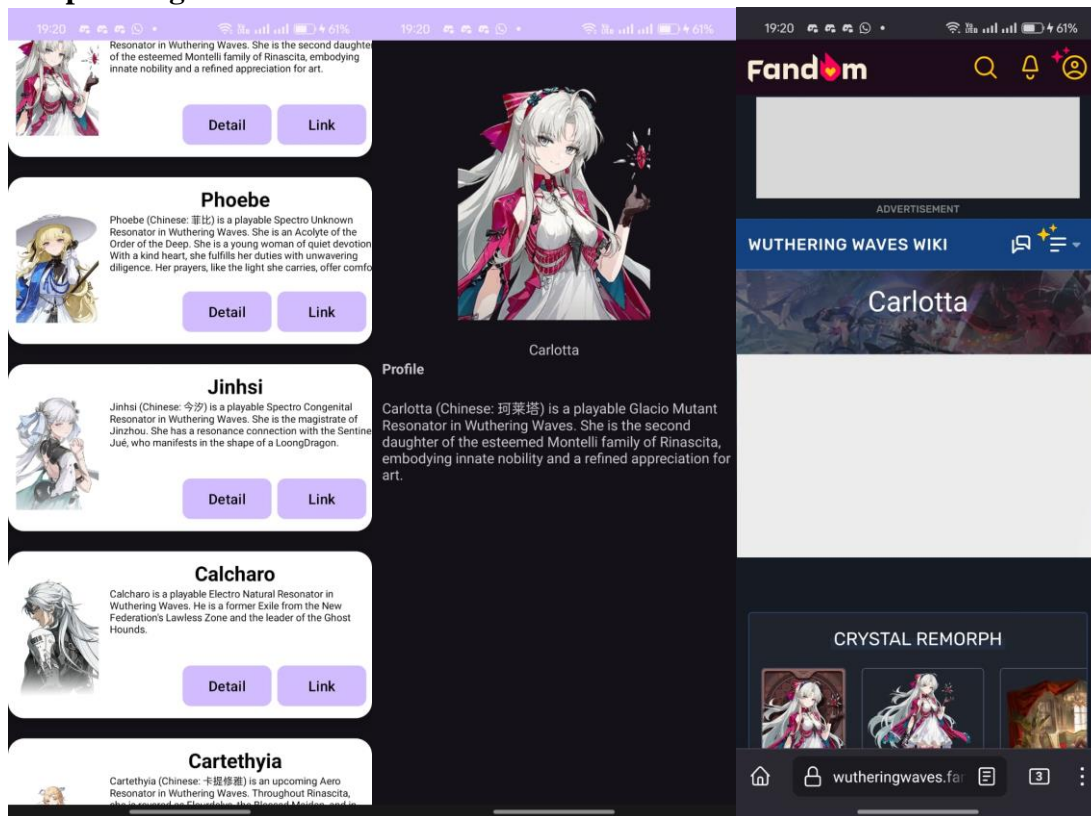 19:20
61%
Resonator in Wuthering Waves. She is the second daughter
of the esteemed Montelli family of Rinascita, embodying
innate nobility and a refined appreciation for art.
Detail Link
Phoebe
Phoebe (Chinese: 菲比) is a playable Spectro Unknown
Resonator in Wuthering Waves. She is an Acolyte of the
Order of the Deep. She is a young woman of quiet devotion
With a kind heart, she fulfills her duties with unwavering
diligence. Her prayers, like the light she carries, offer comfo
Detail Link
Jinhsi
Jinhsi (Chinese: 今汐) is a playable Spectro Congenital
Resonator in Wuthering Waves. She is the magistrate of
Jinzhou. She has a resonance connection with the Sentine
Jué, who manifests in the shape of a LoongDragon.
Detail Link
Calcharo
Calcharo is a playable Electro Natural Resonator in
Wuthering Waves. He is a former Exile from the New
Federation's Lawless Zone and the leader of the Ghost
Hounds.
Detail Link
Cartethyia
Cartethyia (Chinese: 卡提修雅) is an upcoming Aero
Resonator in Wuthering Waves. Throughout Rinascita,
19:20
61%
Carlotta
Profile
Carlotta (Chinese: 珂莱塔) is a playable Glacio Mutant
Resonator in Wuthering Waves. She is the second
daughter of the esteemed Montelli family of Rinascita,
embodying innate nobility and a refined appreciation for
art.
19:20
61%
Fandom
ADVERTISEMENT
WUTHERING WAVES WIKI
Carlotta
CRYSTAL REMORPH
wutheringwaves.fan
3